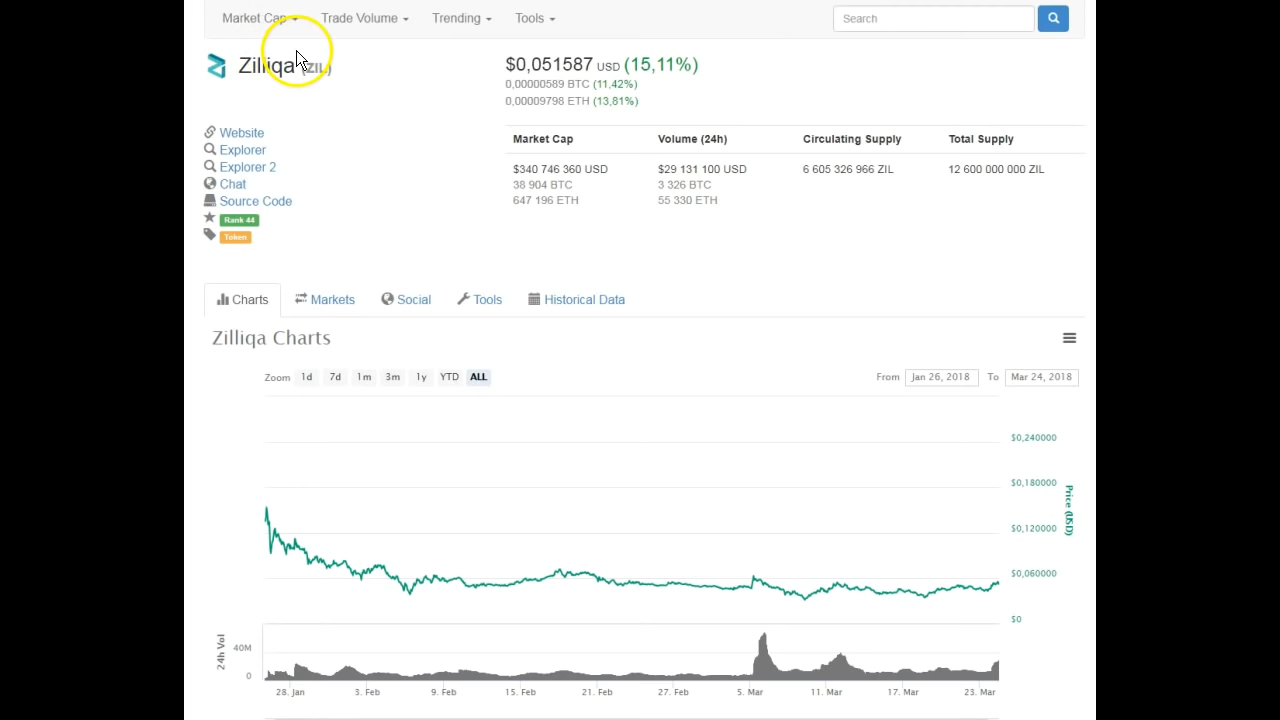 Market Cap Trade Volume Trending Tools Search
Zilliqa (ZIL)
$0,051587 USD (15,11%)
0,00000589 BTC (11,42%)
0,00009798 ETH (13,81%)
Website
Explorer
Explorer 2
Chat
Source Code
Rank 44
Token
Market Cap Volume (24h) Circulating Supply Total Supply
$340 746 360 USD $29 131 100 USD 6 605 326 966 ZIL 12 600 000 000 ZIL
38 904 BTC 3 326 BTC
647 196 ETH 55 330 ETH
Charts Markets Social Tools Historical Data
Zilliqa Charts
Zoom 1d 7d 1m 3m 1y YTD ALL From Jan 26, 2018 To Mar 24, 2018
$0,240000
$0,180000
$0,120000
$0,060000
$0
Price (USD)
24h Vol
40M
0
28. Jan 3. Feb 9. Feb 15. Feb 21. Feb 27. Feb 5. Mar 11. Mar 17. Mar 23. Mar